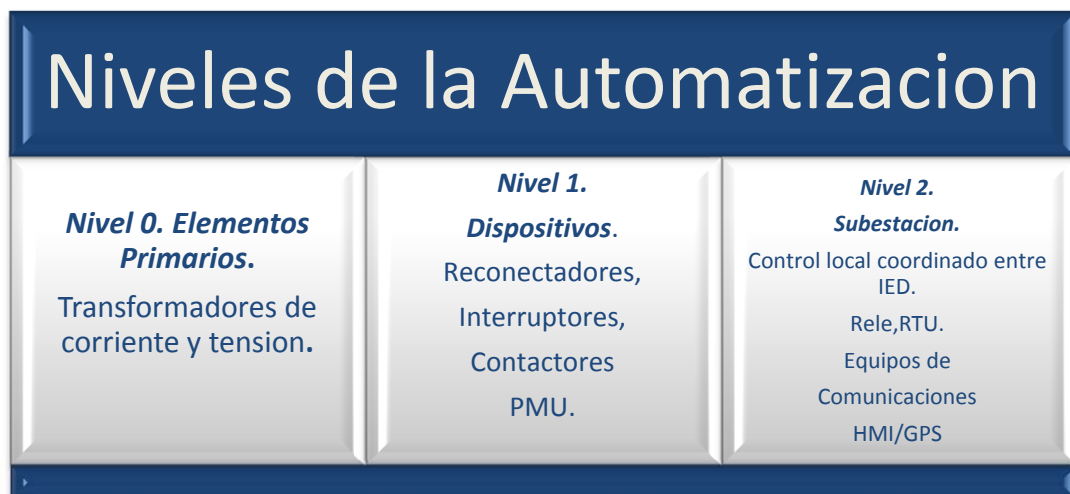 Niveles de la Automatizacion
Nivel 0. Elementos
Primarios.
Transformadores de
corriente y tension.
Nivel 1.
Dispositivos.
Reconectadores,
Interruptores,
Contactores
PMU.
Nivel 2.
Subestacion.
Control local coordinado entre
IED.
Rele,RTU.
Equipos de
Comunicaciones
HMI/GPS